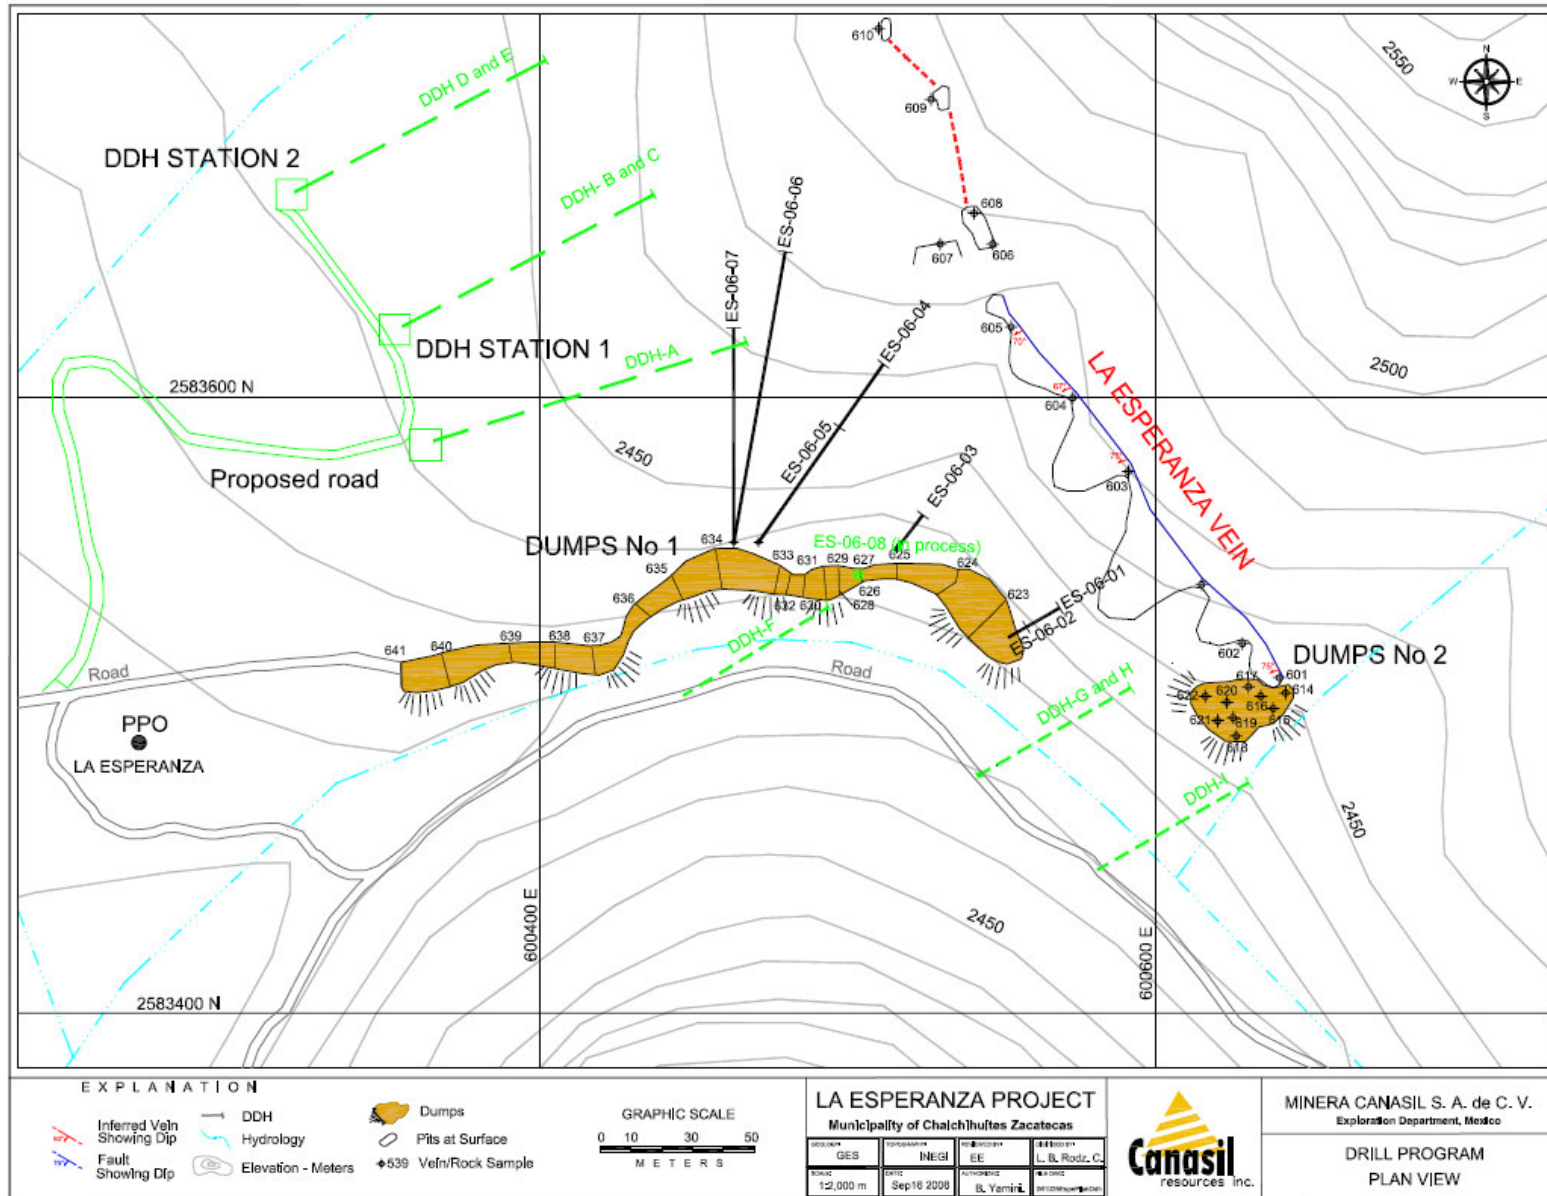 610
2550
N
W E
S
609
DDH D and E
DDH STATION 2
DDH- B and C
ES-06-06
ES-06-07
608
607
606
ES-06-04
605
70°
DDH STATION 1
DDH-A
2583600 N
67°
604
2500
LA ESPERANZA VEIN
ES-06-05
2450
ES-06-03
75°
603
Proposed road
DUMPS No 1
634
ES-06-08 (in process)
633
631
629
627
625
624
635
632
630
626
628
623
ES-06-01
636
ES-06-02
DDH-F
641
640
639
638
637
Road
Road
602
75°
601
DUMPS No 2
617
614
622
620
616
621
619
618
DDH-G and H
PPO
LA ESPERANZA
DDH-I
2450
600400 E
2450
600600 E
2583400 N
EXPLANATION
Inferred Vein
Showing Dip
Fault
Showing Dip
DDH
Hydrology
Elevation - Meters
Dumps
Pits at Surface
539 Vein/Rock Sample
GRAPHIC SCALE
0 10 30 50
METERS
LA ESPERANZA PROJECT
Municipality of Chalchihuites Zacatecas
GES
INEGI
EE
L. B. Rodz. C.
SCALE:
1:2,000 m
DATE:
Sep16 2006
B. Yamini.
Canasil
resources inc.
MINERA CANASIL S. A. de C. V.
Exploration Department, Mexico
DRILL PROGRAM
PLAN VIEW